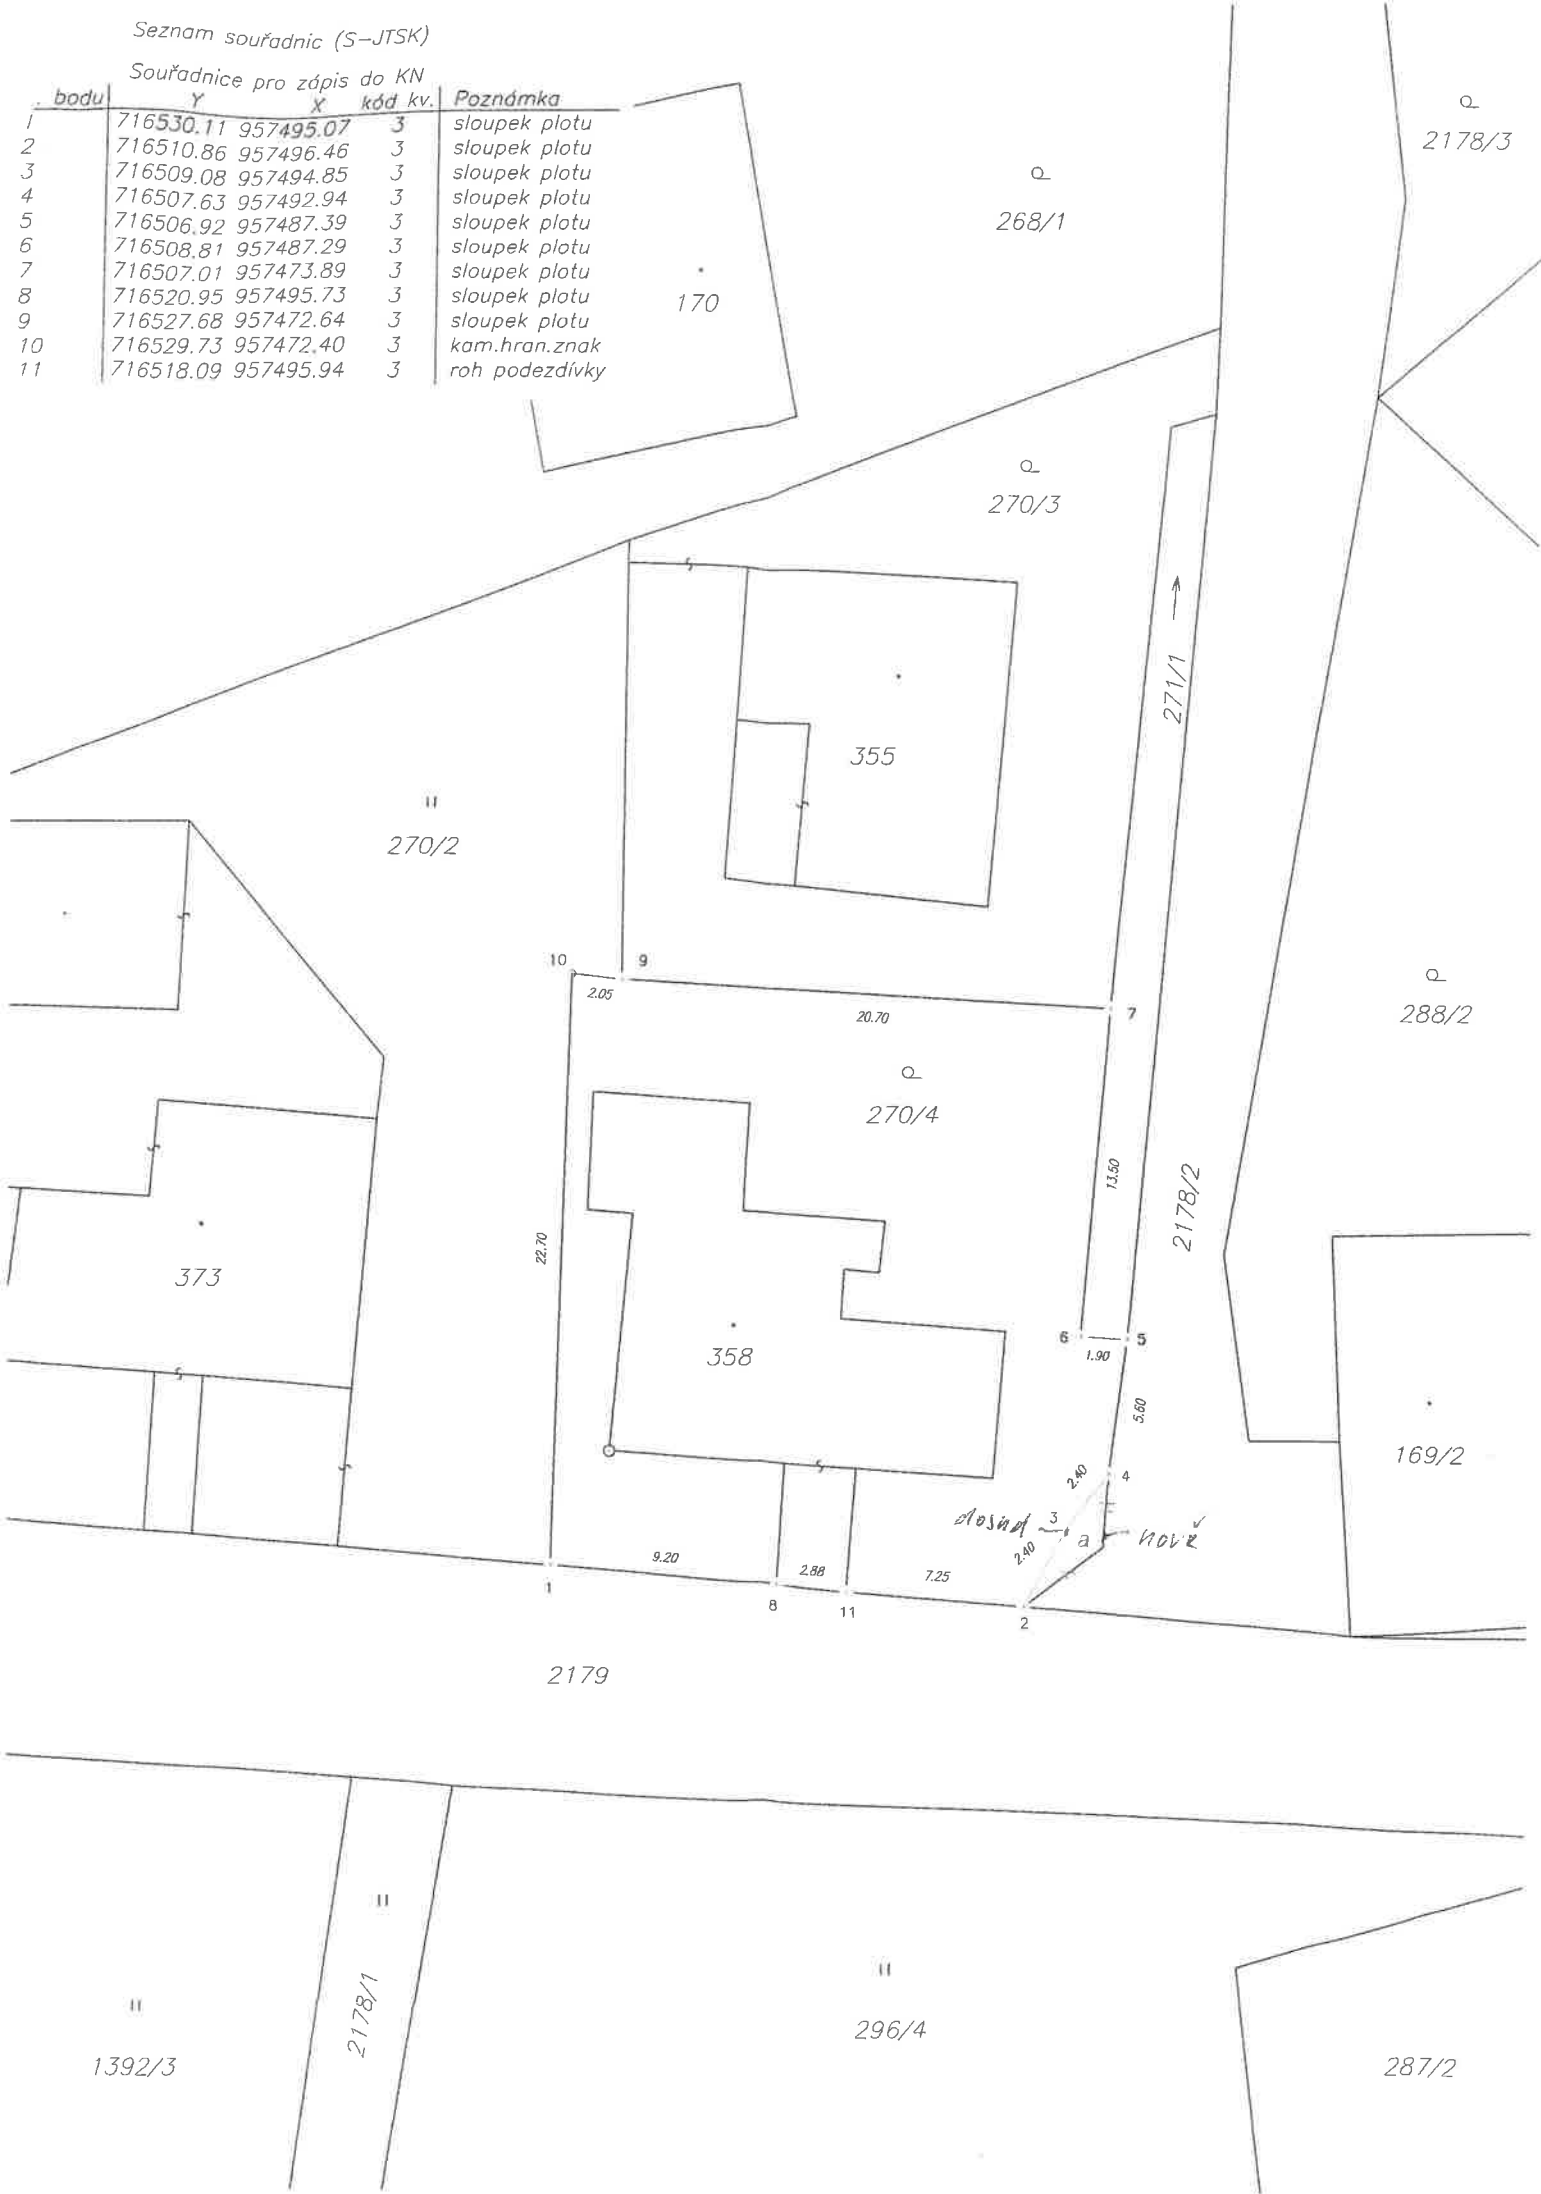 Seznam souřadnic (S-JTSK)
Souřadnice pro zápis do KN
. bodu Y X kód kv. Poznámka
1 716530.11 957495.07 3 sloupek plotu
2 716510.86 957496.46 3 sloupek plotu
3 716509.08 957494.85 3 sloupek plotu
4 716507.63 957492.94 3 sloupek plotu
5 716506.92 957487.39 3 sloupek plotu
6 716508.81 957487.29 3 sloupek plotu
7 716507.01 957473.89 3 sloupek plotu
8 716520.95 957495.73 3 sloupek plotu
9 716527.68 957472.64 3 sloupek plotu
10 716529.73 957472.40 3 kam.hran.znak
11 716518.09 957495.94 3 roh podezdívky
2178/3
268/1
170
270/3
271/1
355
270/2
10
9
2.05
20.70
7
288/2
270/4
13.50
2178/2
22.70
373
358
6
5
1.90
5.60
169/2
2.40
4
dosud
3
a
nově
2.40
9.20
2.88
7.25
1
8
11
2
2179
2178/1
296/4
1392/3
287/2